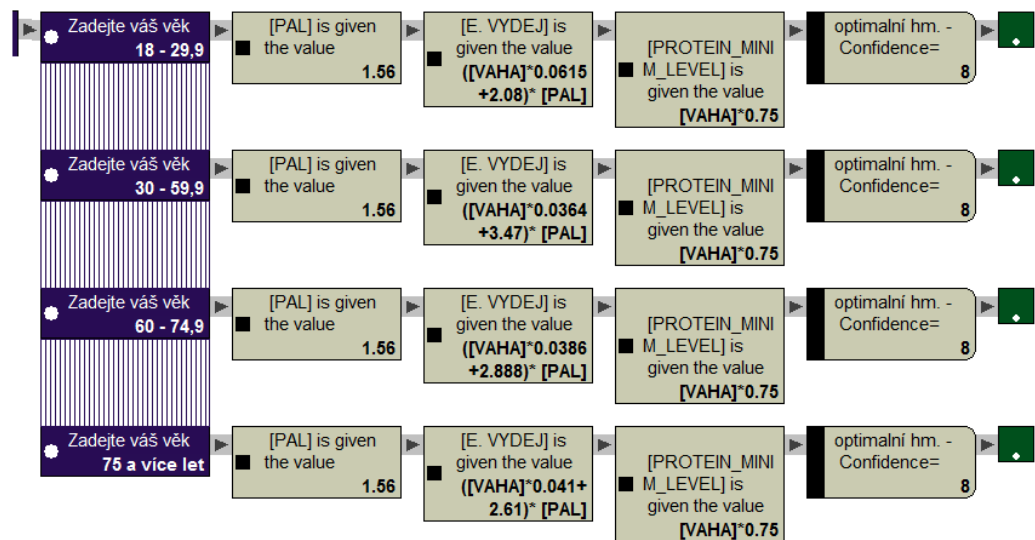 Zadejte váš věk
18 - 29,9
[PAL] is given
the value
1.56
[E. VYDEJ] is
given the value
([VAHA]*0.0615
+2.08)* [PAL]
[PROTEIN_MINI
M_LEVEL] is
given the value
[VAHA]*0.75
optimalní hm. -
Confidence=
8
Zadejte váš věk
30 - 59,9
[PAL] is given
the value
1.56
[E. VYDEJ] is
given the value
([VAHA]*0.0364
+3.47)* [PAL]
[PROTEIN_MINI
M_LEVEL] is
given the value
[VAHA]*0.75
optimalní hm. -
Confidence=
8
Zadejte váš věk
60 - 74,9
[PAL] is given
the value
1.56
[E. VYDEJ] is
given the value
([VAHA]*0.0386
+2.888)* [PAL]
[PROTEIN_MINI
M_LEVEL] is
given the value
[VAHA]*0.75
optimalní hm. -
Confidence=
8
Zadejte váš věk
75 a více let
[PAL] is given
the value
1.56
[E. VYDEJ] is
given the value
([VAHA]*0.041+
2.61)* [PAL]
[PROTEIN_MINI
M_LEVEL] is
given the value
[VAHA]*0.75
optimalní hm. -
Confidence=
8